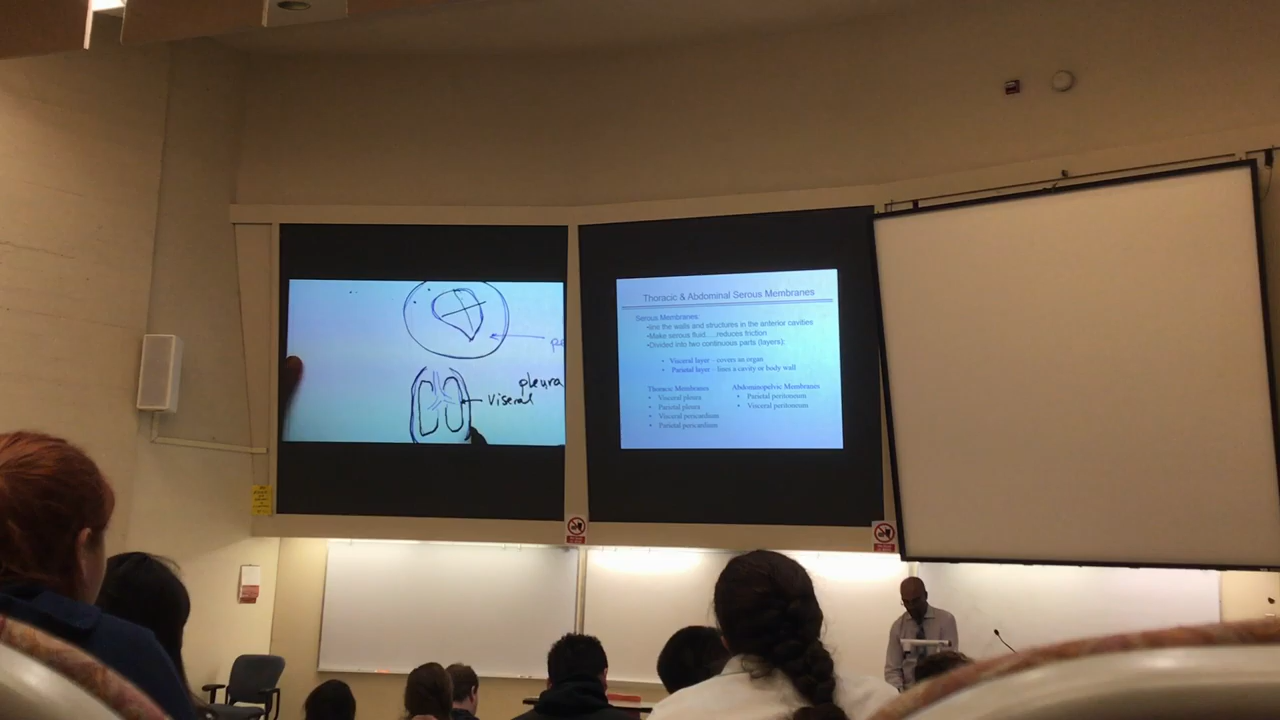 pleura
Viseral
Thoracic & Abdominal Serous Membranes
Serous Membranes:
•line the walls and structures in the anterior cavities
•Make serous fluid.....reduces friction
•Divided into two continuous parts (layers):
• Visceral layer – covers an organ
• Parietal layer – lines a cavity or body wall
Thoracic Membranes
• Visceral pleura
• Parietal pleura
• Visceral pericardium
• Parietal pericardium
Abdominopelvic Membranes
• Parietal peritoneum
• Visceral peritoneum